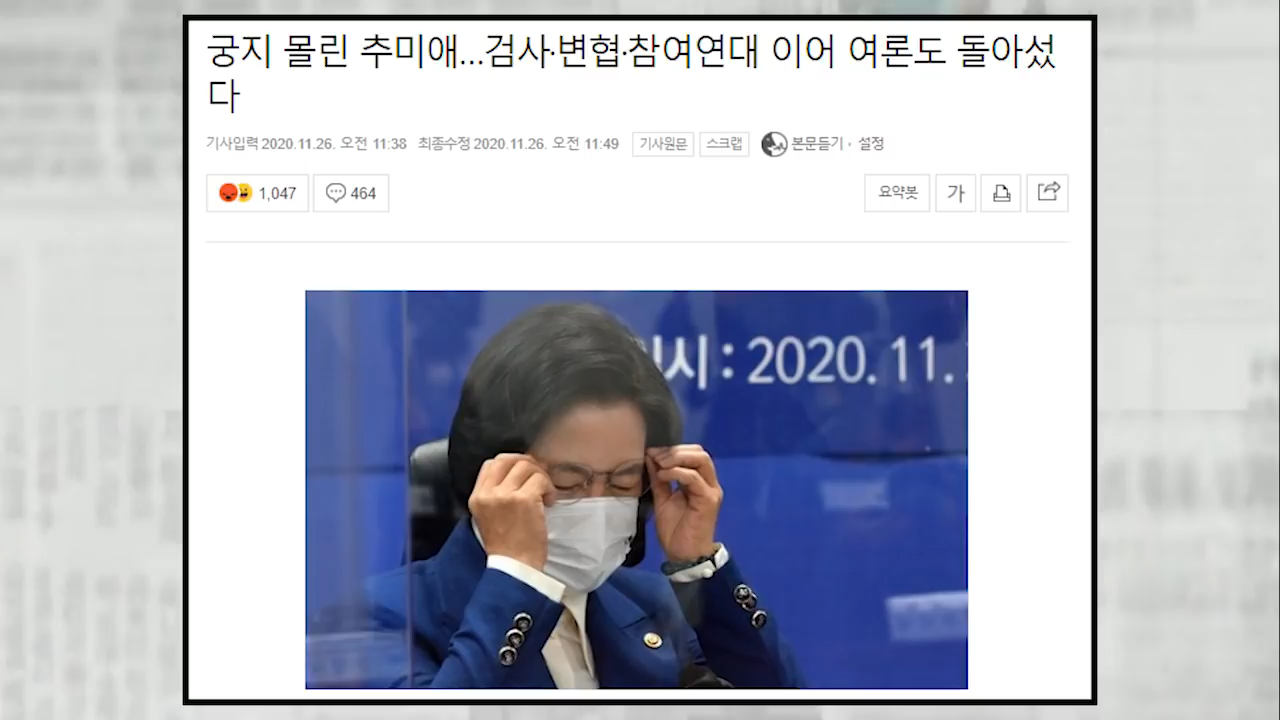 궁지 몰린 추미애...검사·변협·참여연대 이어 여론도 돌아섰
다
기사입력 2020.11.26. 오전 11:38 최종수정 2020.11.26. 오전 11:49 기사원문 스크랩 본문듣기 · 설정
1,047 464 요약봇 가
시 : 2020. 11.